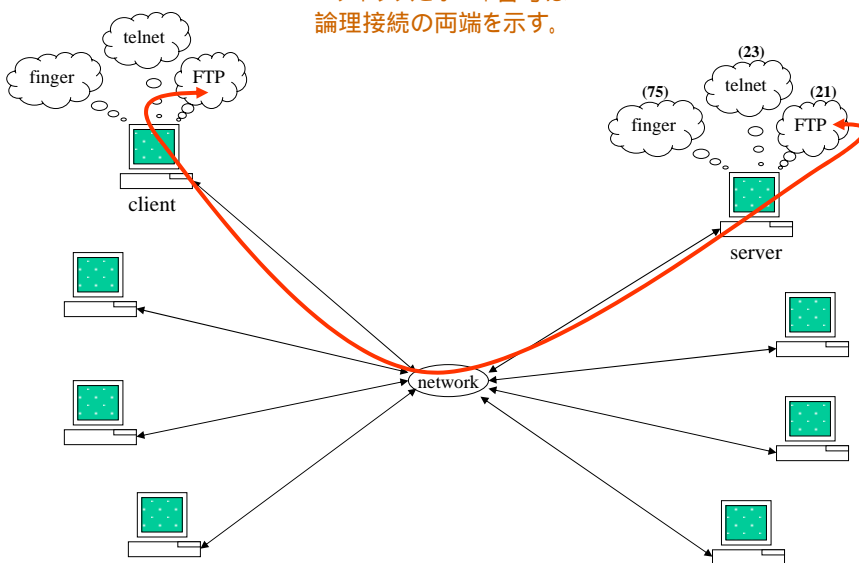 論理接続の両端を示す。
telnet
finger
FTP
client
(23)
telnet
(75)
finger
(21)
FTP
server
network